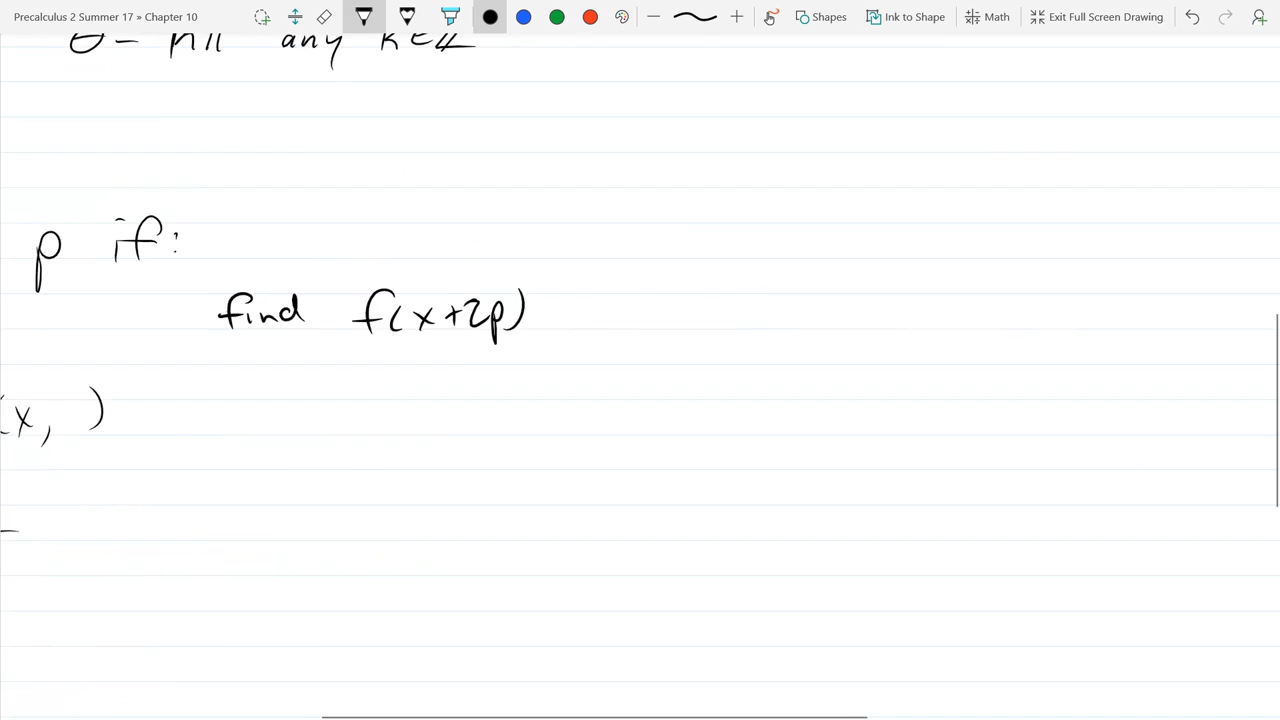 Precalculus 2 Summer 17 » Chapter 10
Shapes
Ink to Shape
Math
Exit Full Screen Drawing
any k ∈ ℤ
p if:
find f(x+2p)
(x, )